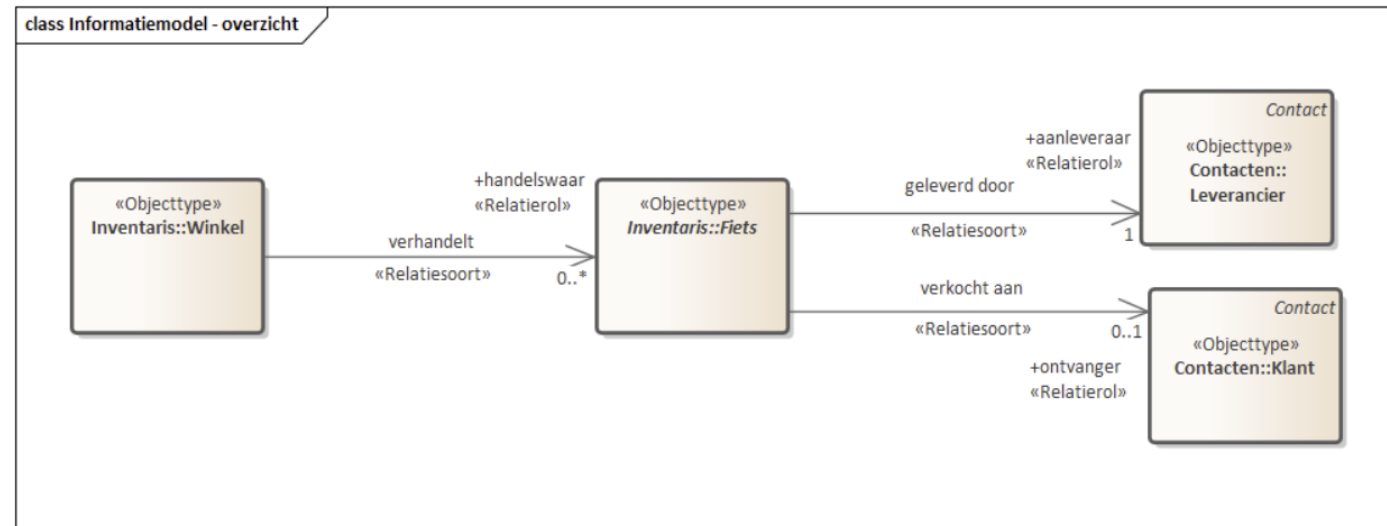 class Informatiemodel - overzicht
«Objecttype»
Inventaris::Winkel
verhandelt
«Relatiesoort»
+handelswaar
«Relatierol»
0..*
«Objecttype»
Inventaris::Fiets
geleverd door
«Relatiesoort»
+aanleveraar
«Relatierol»
1
Contact
«Objecttype»
Contacten::
Leverancier
verkocht aan
«Relatiesoort»
0..1
+ontvanger
«Relatierol»
Contact
«Objecttype»
Contacten::Klant